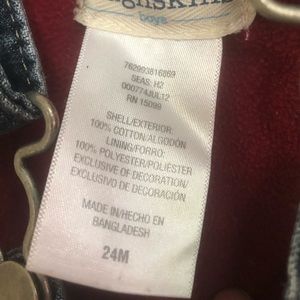 boys
762993816869
SEAS: H2
000774JUL12
RN 15099
SHELL/EXTERIOR:
100% COTTON/ALGODÓN
LINING/FORRO:
100% POLYESTER/POLIÉSTER
EXCLUSIVE OF DECORATION/
EXCLUSIVO DE DECORACIÓN
MADE IN/HECHO EN
BANGLADESH
24M